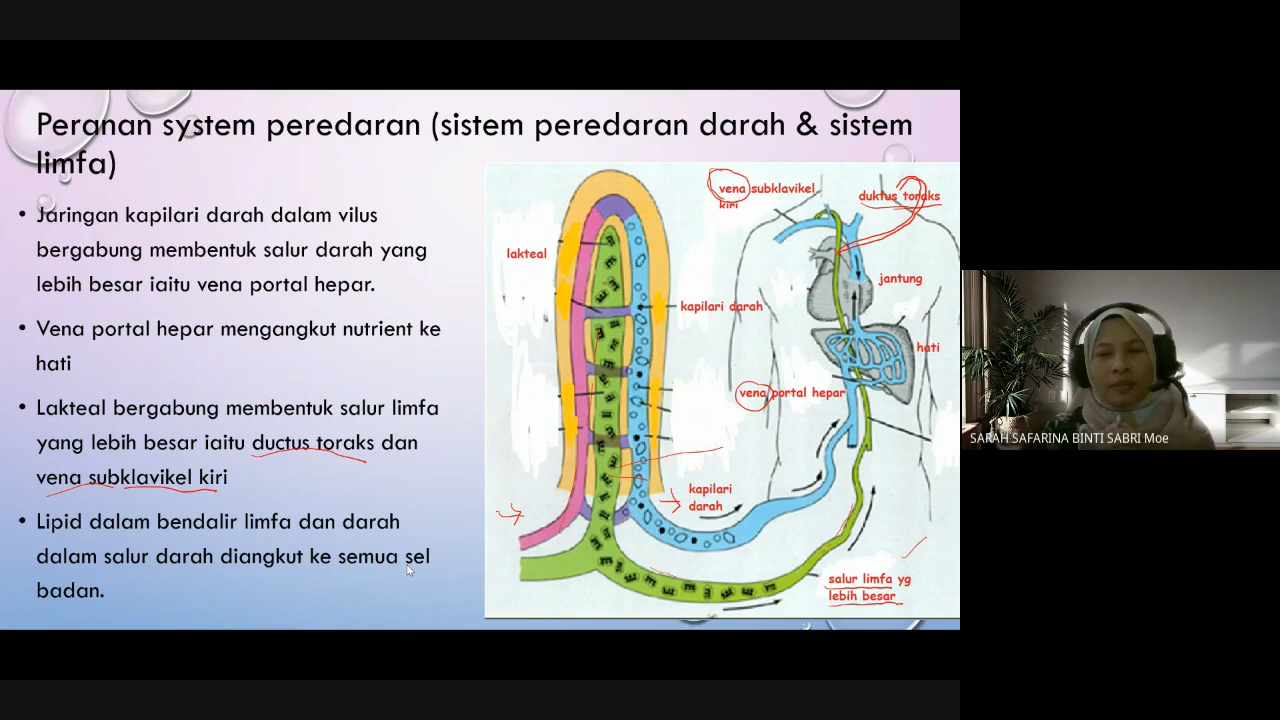 Peranan system peredaran (sistem peredaran darah & sistem
limfa)
• Jaringan kapilari darah dalam vilus
bergabung membentuk salur darah yang
lebih besar iaitu vena portal hepar.
• Vena portal hepar mengangkut nutrient ke
hati
• Lakteal bergabung membentuk salur limfa
yang lebih besar iaitu ductus toraks dan
vena subklavikel kiri
• Lipid dalam bendalir limfa dan darah
dalam salur darah diangkut ke semua sel
badan.
vena subklavikel
kiri
duktus toraks
lakteal
jantung
kapilari darah
hati
vena portal hepar
kapilari
darah
salur limfa yg
lebih besar
SARAH SAFARINA BINTI SABRI Moe